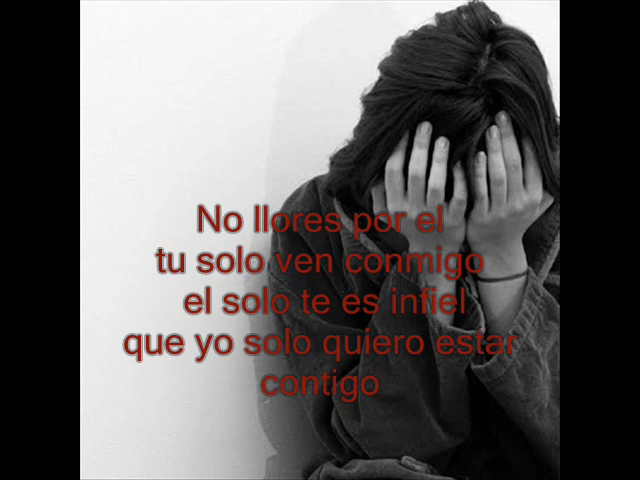 No llores por el
tu solo ven conmigo
el solo te es infiel
que yo solo quiero estar
contigo